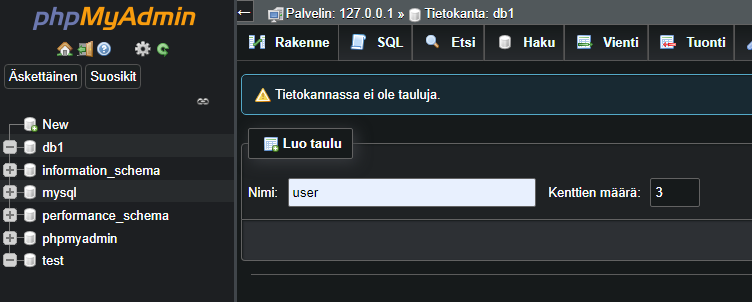 phpMyAdmin
Äskettäinen Suosikit
New
db1
information_schema
mysql
performance_schema
phpmyadmin
test
Palvelin: 127.0.0.1 » Tietokanta: db1
Rakenne SQL Etsi Haku Vienti Tuonti
Tietokannassa ei ole tauluja.
Luo taulu
Nimi: user Kenttien määrä: 3